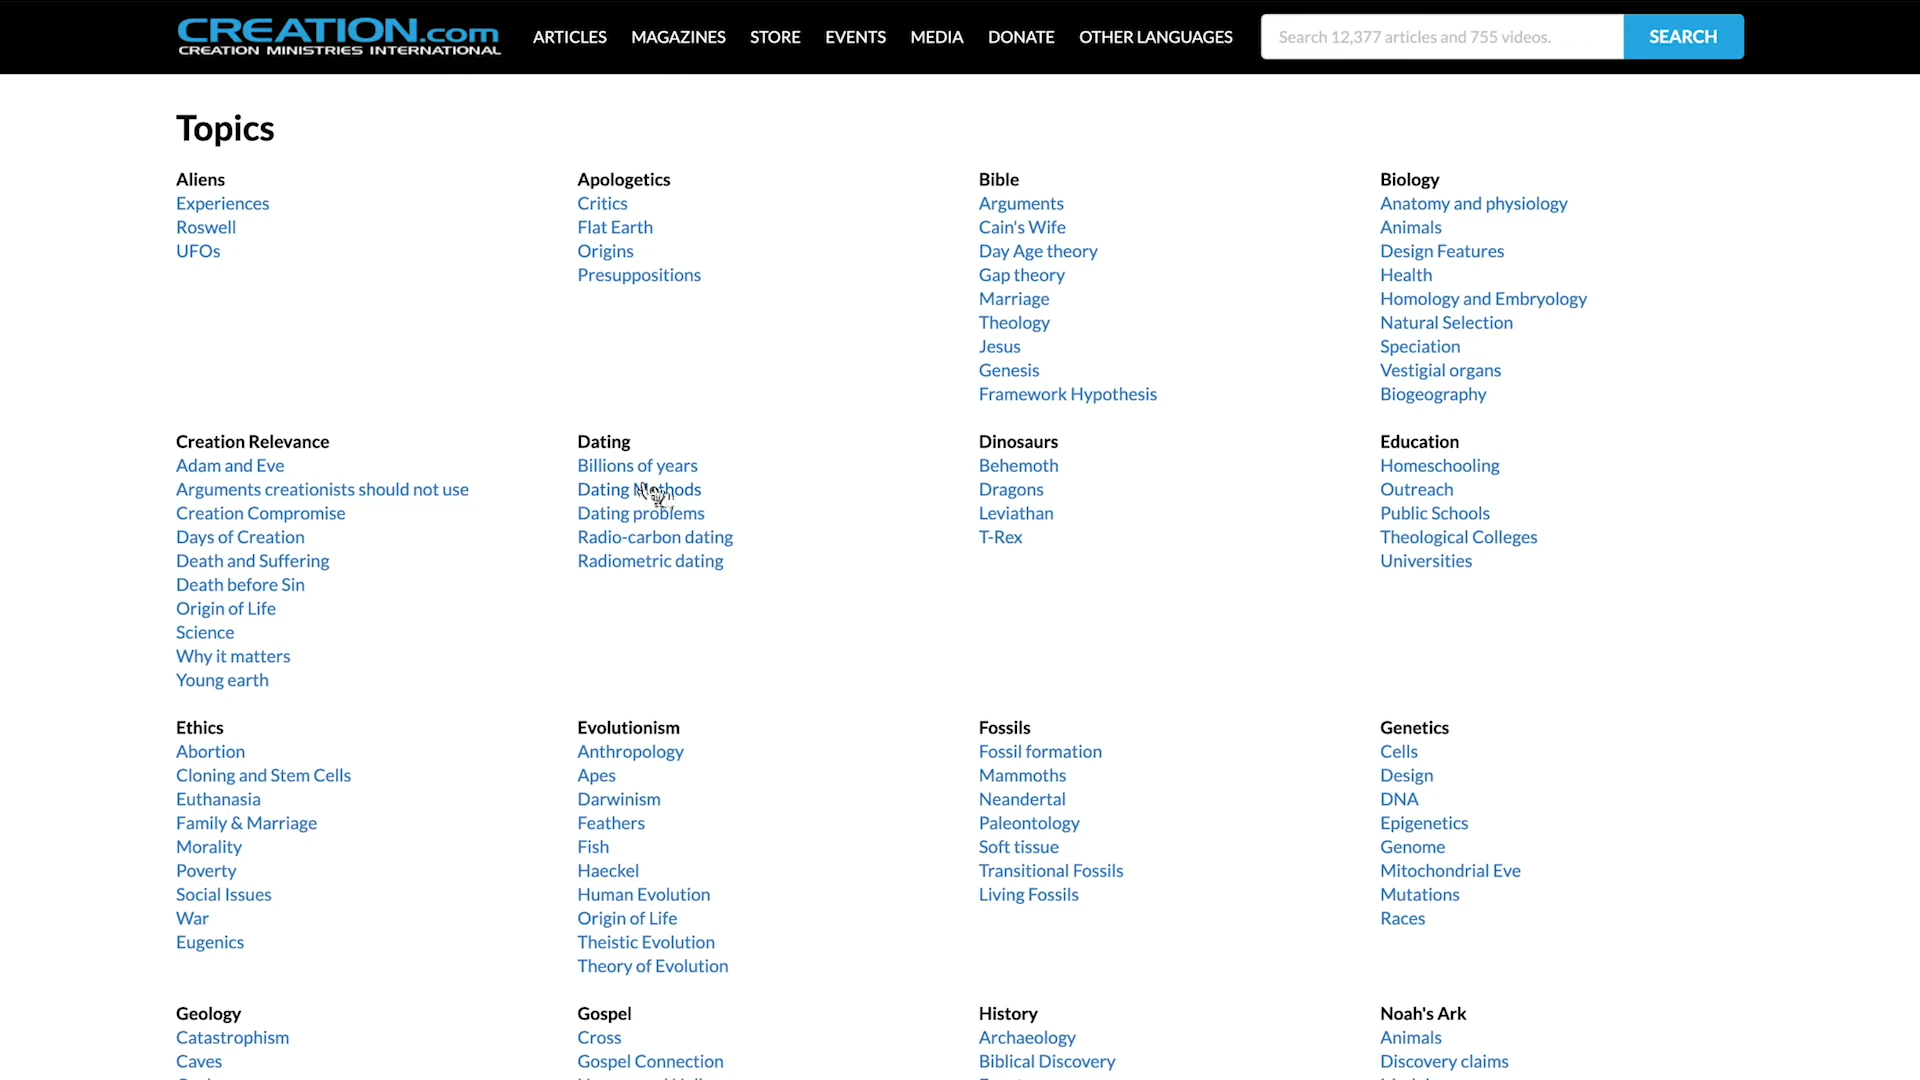 CREATION.com
CREATION MINISTRIES INTERNATIONAL
ARTICLES MAGAZINES STORE EVENTS MEDIA DONATE OTHER LANGUAGES
Search 12,377 articles and 755 videos.
SEARCH
Topics
Aliens
Experiences
Roswell
UFOs
Apologetics
Critics
Flat Earth
Origins
Presuppositions
Bible
Arguments
Cain's Wife
Day Age theory
Gap theory
Marriage
Theology
Jesus
Genesis
Framework Hypothesis
Biology
Anatomy and physiology
Animals
Design Features
Health
Homology and Embryology
Natural Selection
Speciation
Vestigial organs
Biogeography
Creation Relevance
Adam and Eve
Arguments creationists should not use
Creation Compromise
Days of Creation
Death and Suffering
Death before Sin
Origin of Life
Science
Why it matters
Young earth
Dating
Billions of years
Dating Methods
Dating problems
Radio-carbon dating
Radiometric dating
Dinosaurs
Behemoth
Dragons
Leviathan
T-Rex
Education
Homeschooling
Outreach
Public Schools
Theological Colleges
Universities
Ethics
Abortion
Cloning and Stem Cells
Euthanasia
Family & Marriage
Morality
Poverty
Social Issues
War
Eugenics
Evolutionism
Anthropology
Apes
Darwinism
Feathers
Fish
Haeckel
Human Evolution
Origin of Life
Theistic Evolution
Theory of Evolution
Fossils
Fossil formation
Mammoths
Neandertal
Paleontology
Soft tissue
Transitional Fossils
Living Fossils
Genetics
Cells
Design
DNA
Epigenetics
Genome
Mitochondrial Eve
Mutations
Races
Geology
Catastrophism
Caves
Gospel
Cross
Gospel Connection
History
Archaeology
Biblical Discovery
Noah's Ark
Animals
Discovery claims